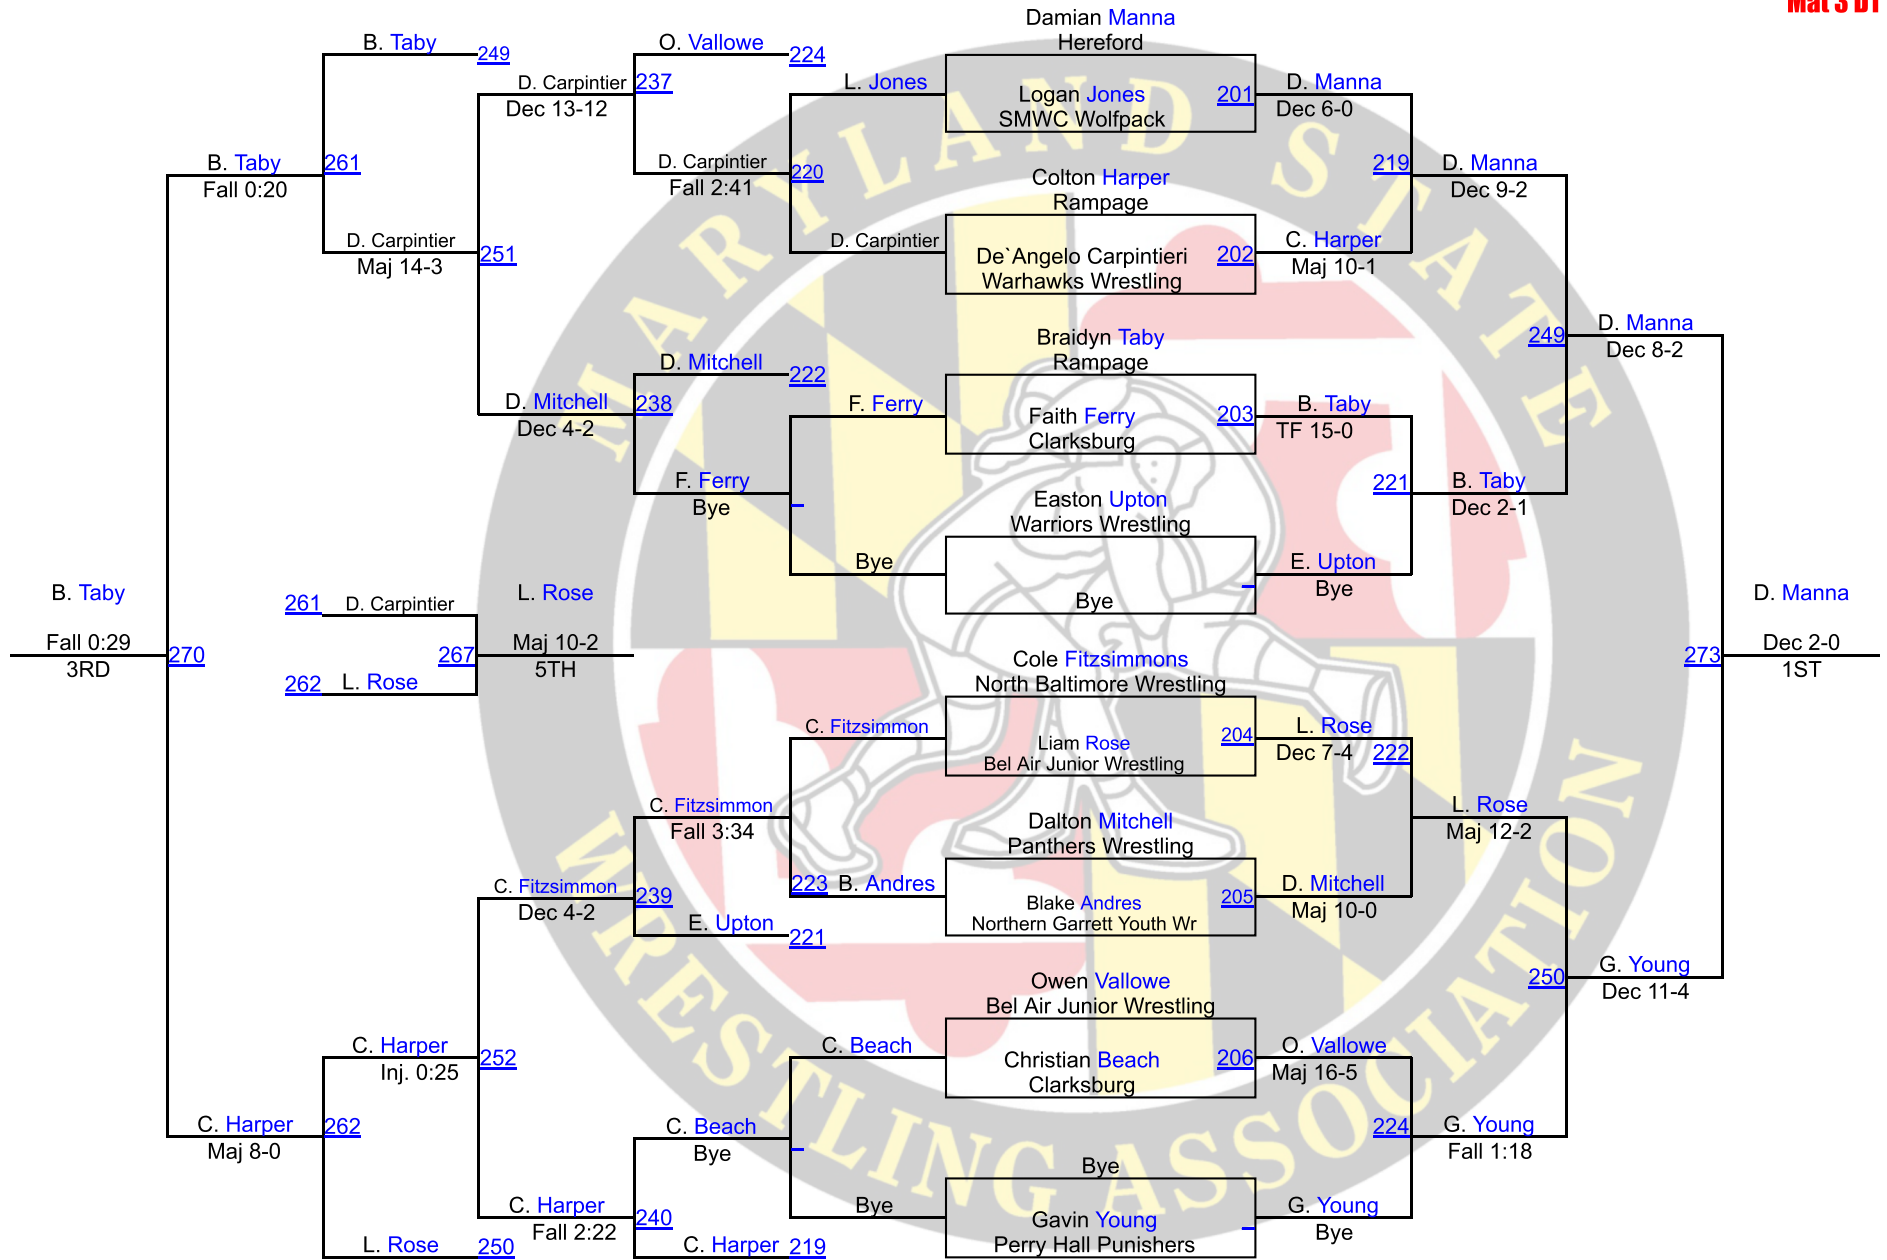 Mat 3 B1
MARYLAND STATE
WRESTLING ASSOCIATION
B. Taby
249
O. Vallowe
224
Damian Manna
Hereford
D. Carpintier
237
Dec 13-12
L. Jones
Logan Jones
201
SMWC Wolfpack
D. Manna
Dec 6-0
B. Taby
261
Fall 0:20
D. Carpintier
220
Fall 2:41
Colton Harper
Rampage
219
D. Manna
Dec 9-2
D. Carpintier
251
Maj 14-3
D. Carpintier
De`Angelo Carpintieri
202
Warhawks Wrestling
C. Harper
Maj 10-1
Braidyn Taby
Rampage
249
D. Manna
Dec 8-2
D. Mitchell
222
D. Mitchell
238
Dec 4-2
F. Ferry
Faith Ferry
203
Clarksburg
B. Taby
TF 15-0
F. Ferry
Bye
Easton Upton
Warriors Wrestling
221
B. Taby
Dec 2-1
Bye
Bye
E. Upton
Bye
B. Taby
Fall 0:29
270
3RD
261
D. Carpintier
L. Rose
267
Maj 10-2
5TH
262
L. Rose
D. Manna
273
Dec 2-0
1ST
Cole Fitzsimmons
North Baltimore Wrestling
C. Fitzsimmon
Liam Rose
204
Bel Air Junior Wrestling
L. Rose
Dec 7-4
222
C. Fitzsimmon
Fall 3:34
Dalton Mitchell
Panthers Wrestling
L. Rose
Maj 12-2
C. Fitzsimmon
239
Dec 4-2
223
B. Andres
Blake Andres
205
Northern Garrett Youth Wr
D. Mitchell
Maj 10-0
E. Upton
221
Owen Vallowe
Bel Air Junior Wrestling
250
G. Young
Dec 11-4
C. Harper
252
Inj. 0:25
C. Beach
Christian Beach
206
Clarksburg
O. Vallowe
Maj 16-5
C. Harper
262
Maj 8-0
C. Beach
Bye
Bye
224
G. Young
Fall 1:18
C. Harper
240
Fall 2:22
Bye
Gavin Young
Perry Hall Punishers
G. Young
Bye
L. Rose
250
C. Harper
219